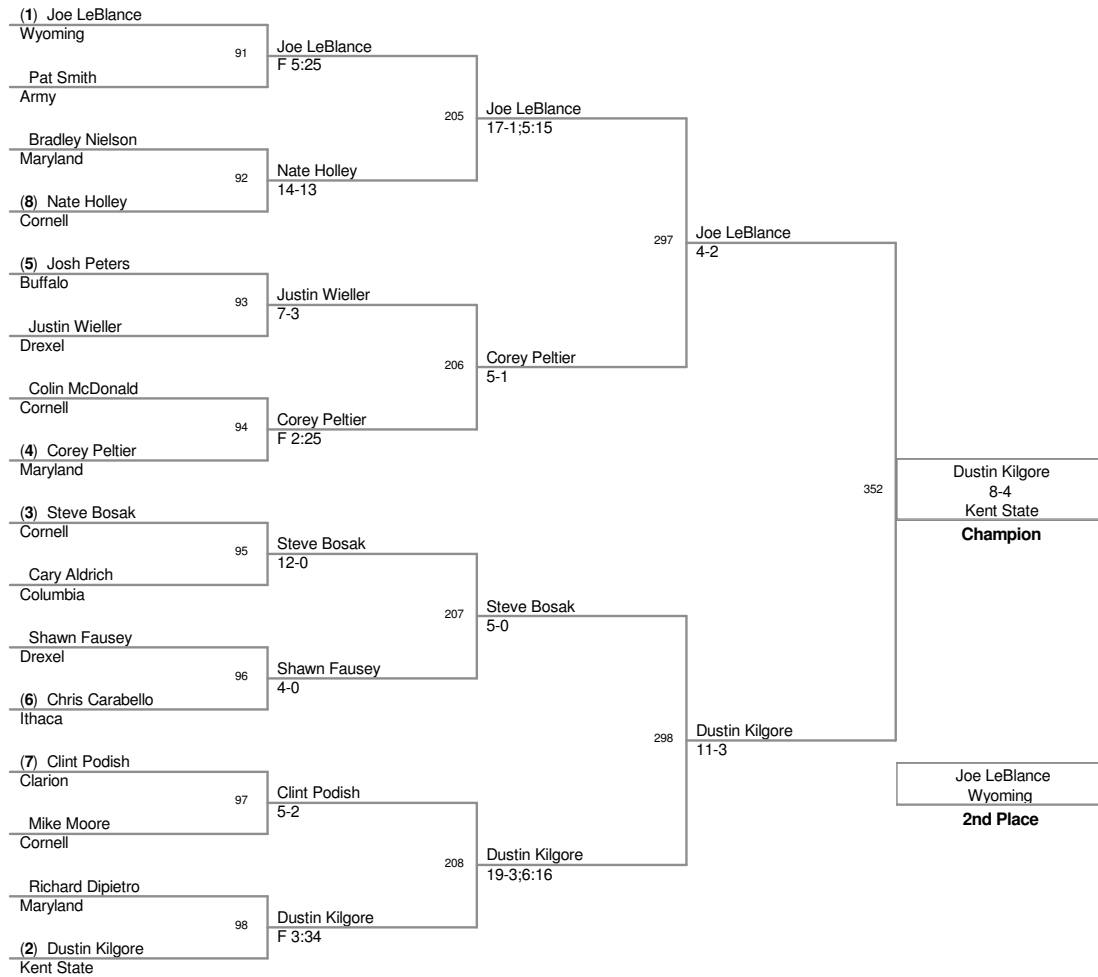 (1) Joe LeBlance
Wyoming
91
Pat Smith
Army
Joe LeBlance
F 5:25
Bradley Nielson
Maryland
92
(8) Nate Holley
Cornell
Nate Holley
14-13
205
Joe LeBlance
17-1;5:15
(5) Josh Peters
Buffalo
93
Justin Wieller
Drexel
Justin Wieller
7-3
Colin McDonald
Cornell
94
(4) Corey Peltier
Maryland
Corey Peltier
F 2:25
206
Corey Peltier
5-1
297
Joe LeBlance
4-2
(3) Steve Bosak
Cornell
95
Cary Aldrich
Columbia
Steve Bosak
12-0
Shawn Fausey
Drexel
96
(6) Chris Carabello
Ithaca
Shawn Fausey
4-0
207
Steve Bosak
5-0
(7) Clint Podish
Clarion
97
Mike Moore
Cornell
Clint Podish
5-2
Richard Dipietro
Maryland
98
(2) Dustin Kilgore
Kent State
Dustin Kilgore
F 3:34
208
Dustin Kilgore
19-3;6:16
298
Dustin Kilgore
11-3
352
Dustin Kilgore
8-4
Kent State
Champion
Joe LeBlance
Wyoming
2nd Place